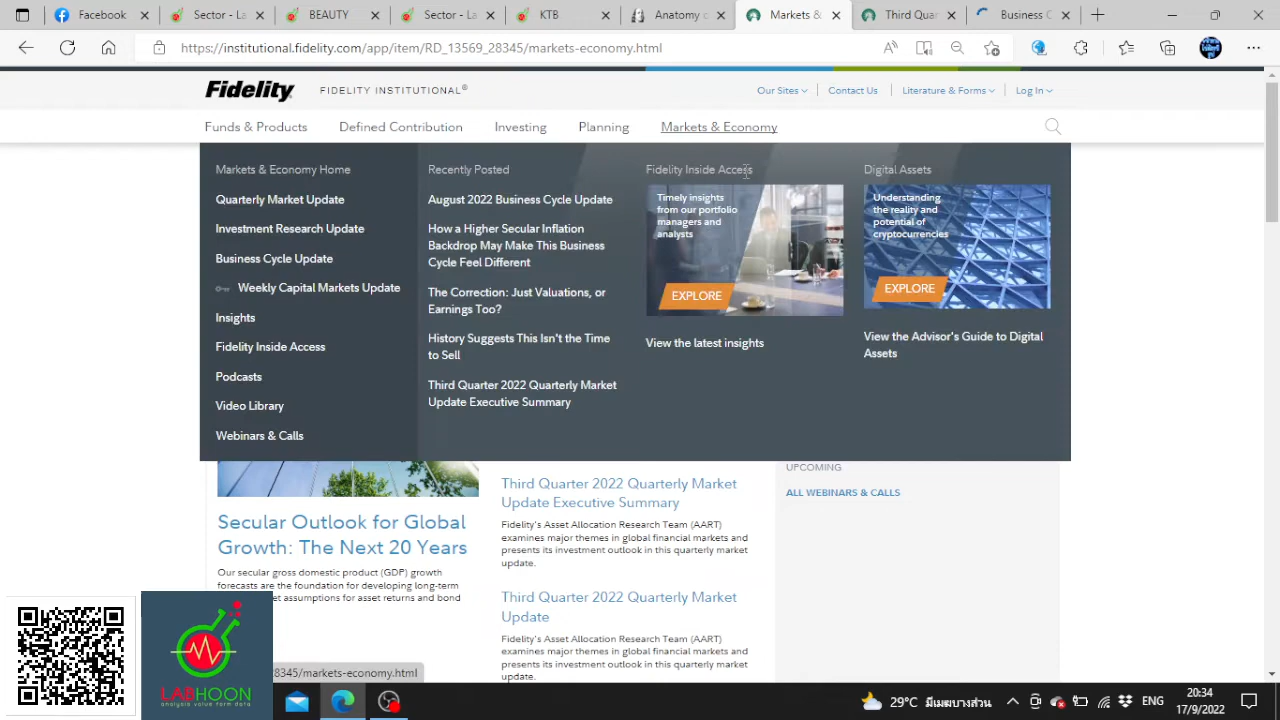 Facebook
Sector - La
BEAUTY
Sector - La
KTB
Anatomy
Markets &
Third Quar
Business C
https://institutional.fidelity.com/app/item/RD_13569_28345/markets-economy.html
Fidelity
FIDELITY INSTITUTIONAL®
Our Sites
Contact Us
Literature & Forms
Log In
Funds & Products
Defined Contribution
Investing
Planning
Markets & Economy
Markets & Economy Home
Quarterly Market Update
Investment Research Update
Business Cycle Update
Weekly Capital Markets Update
Insights
Fidelity Inside Access
Podcasts
Video Library
Webinars & Calls
Recently Posted
August 2022 Business Cycle Update
How a Higher Secular Inflation
Backdrop May Make This Business
Cycle Feel Different
The Correction: Just Valuations, or
Earnings Too?
History Suggests This Isn't the Time
to Sell
Third Quarter 2022 Quarterly Market
Update Executive Summary
Fidelity Inside Access
Timely insights
from our portfolio
managers and
analysts
EXPLORE
View the latest insights
Digital Assets
Understanding
the reality and
potential of
cryptocurrencies
EXPLORE
View the Advisor's Guide to Digital
Assets
Secular Outlook for Global
Growth: The Next 20 Years
Our secular gross domestic product (GDP) growth
forecasts are the foundation for developing long-term
et assumptions for asset returns and bond
Third Quarter 2022 Quarterly Market
Update Executive Summary
Fidelity's Asset Allocation Research Team (AART)
examines major themes in global financial markets and
presents its investment outlook in this quarterly market
update.
Third Quarter 2022 Quarterly Market
Update
Fidelity's Asset Allocation Research Team (AART)
examines major themes in global financial markets and
presents its investment outlook in this quarterly market
update.
UPCOMING
ALL WEBINARS & CALLS
28345/markets-economy.html
LABHOON
analysis value form data
29°C มีเมฆบางส่วน
ENG
20:34
17/9/2022